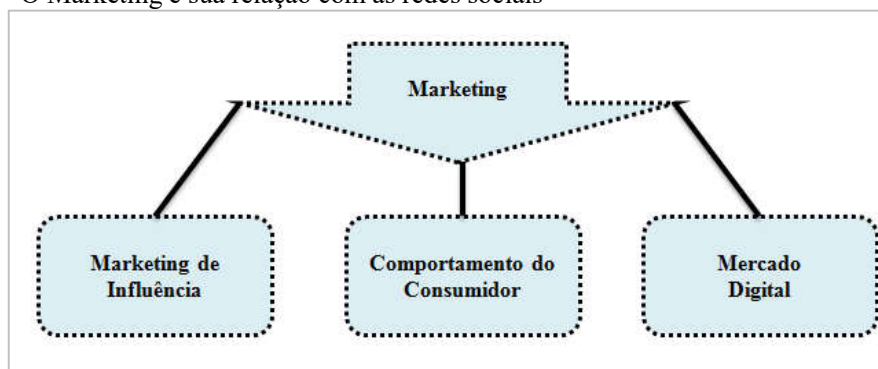 O Marketing e sua relação com as redes sociais
Marketing
Marketing de
Influência
Comportamento do
Consumidor
Mercado
Digital